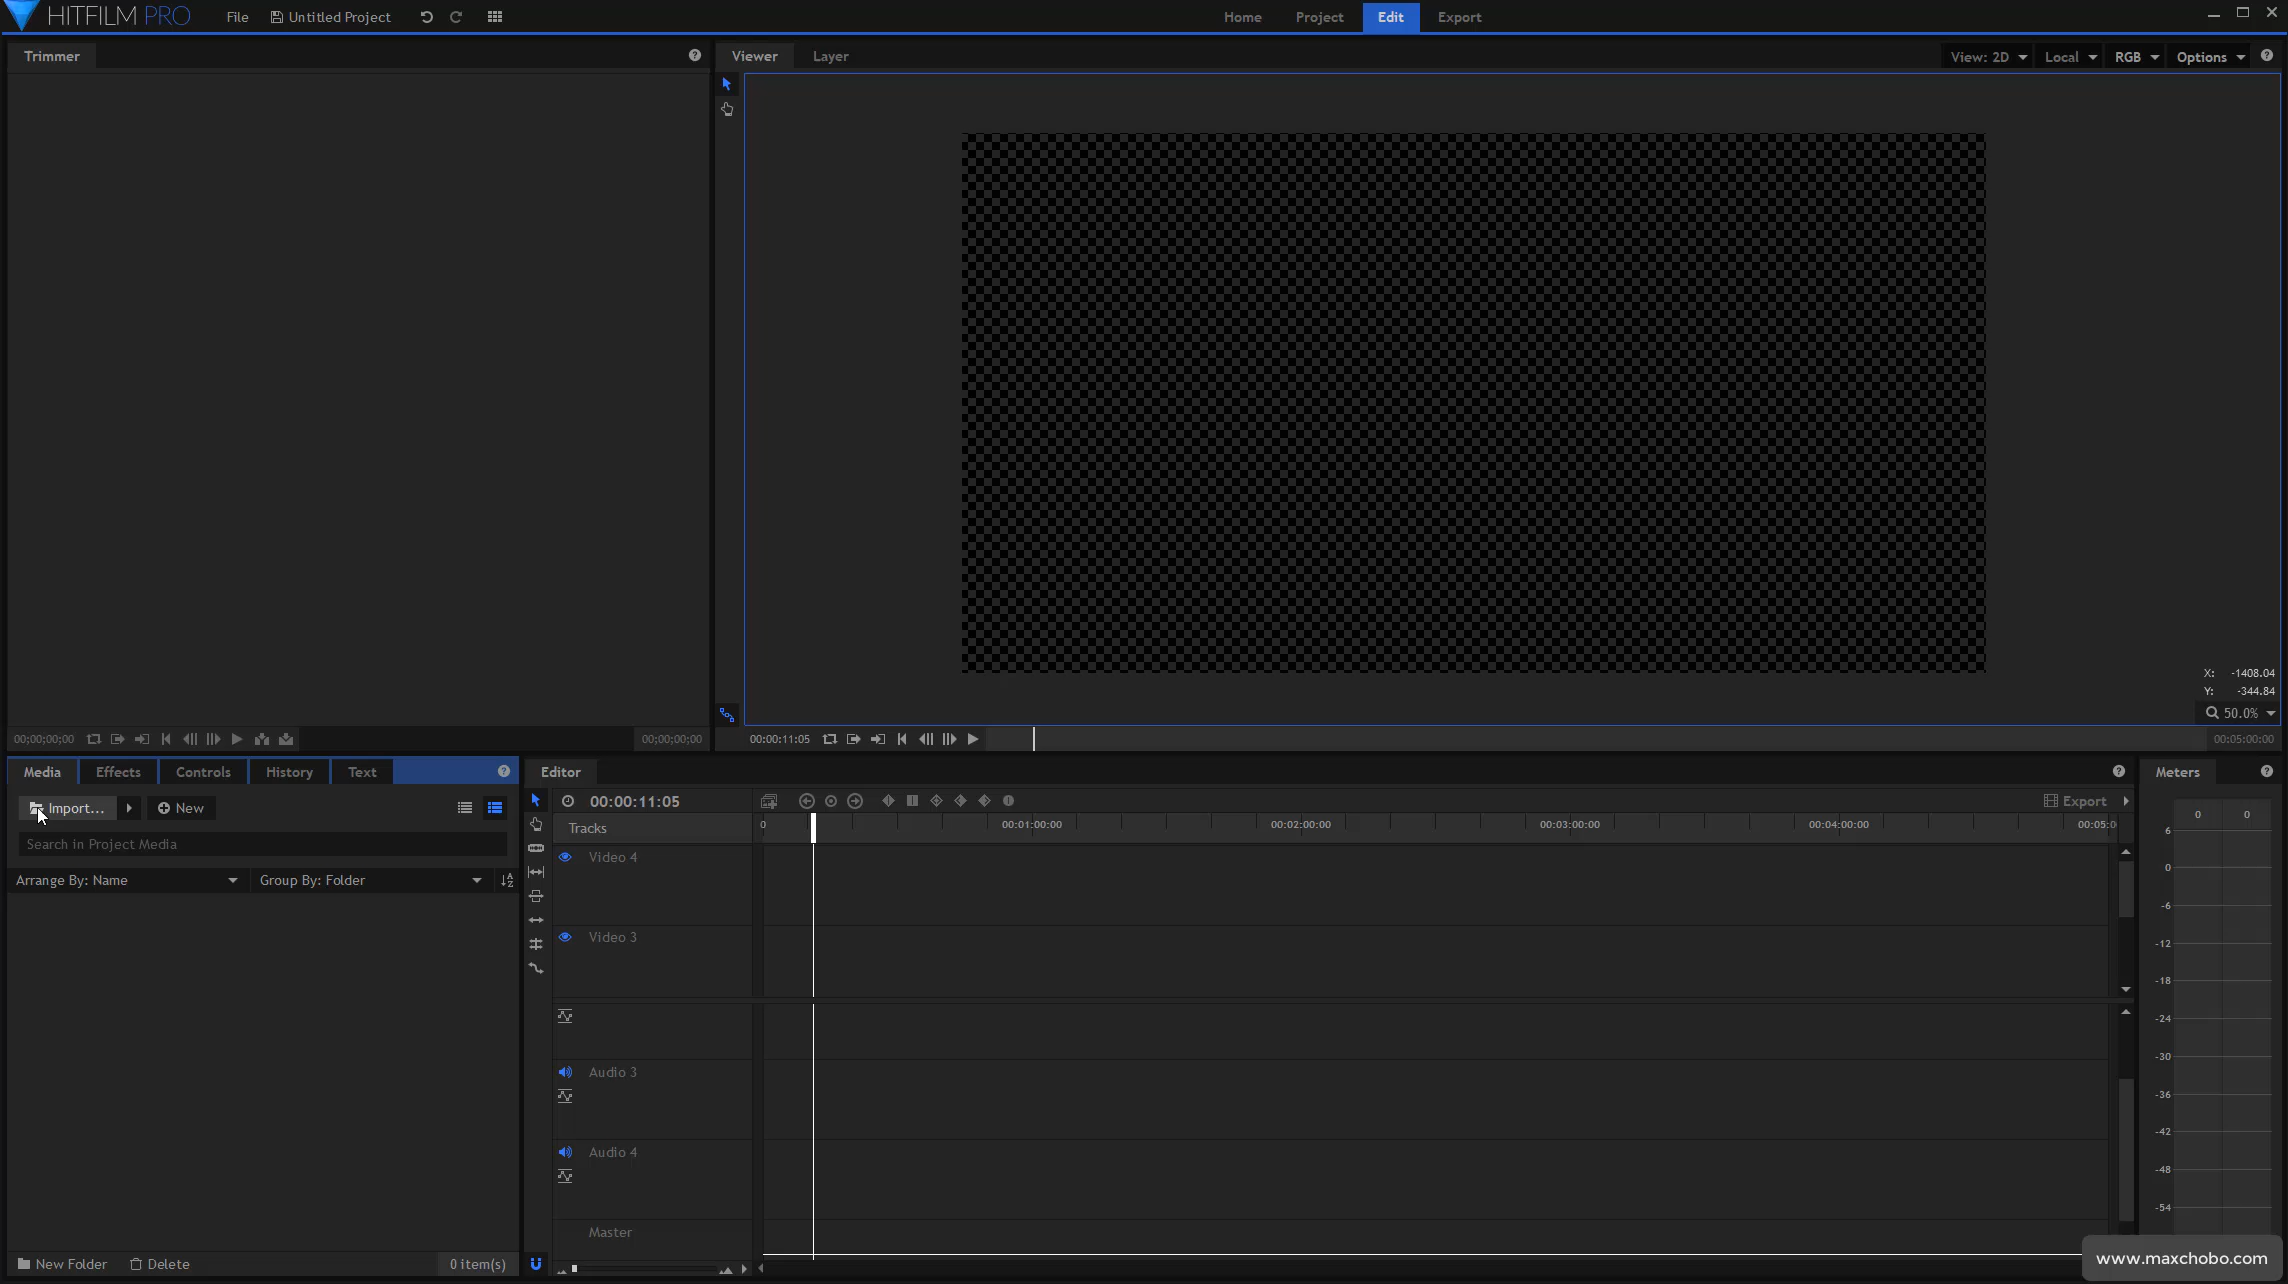 HITFILM PRO File Untitled Project Home Project Edit Export
Trimmer Viewer Layer View: 2D Local RGB Options
X: -1408.04
Y: -344.84
50.0%
00;00;00;00 00;00;00;00 00:00:11:05 00:05:00:00
Media Effects Controls History Text Editor Meters
Import... New 00:00:11:05 Export
Tracks 0 00:01:00:00 00:02:00:00 00:03:00:00 00:04:00:00 00:05:0
Search in Project Media
Arrange By: Name Group By: Folder
Video 4
Video 3
Audio 3
Audio 4
Master
0 0
6
0
-6
-12
-18
-24
-30
-36
-42
-48
-54
New Folder Delete 0 item(s)
www.maxchobo.com